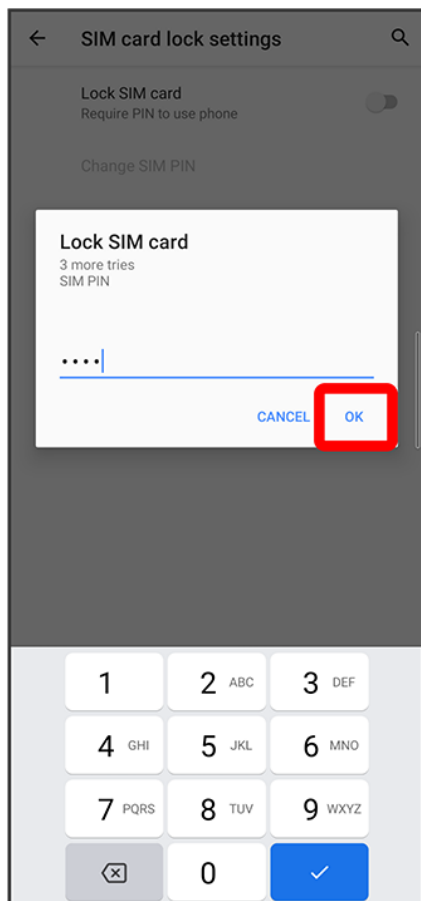 SIM card lock settings
Lock SIM card
Require PIN to use phone
Change SIM PIN
Lock SIM card
3 more tries
SIM PIN
••••
CANCEL OK
1 2 ABC 3 DEF
4 GHI 5 JKL 6 MNO
7 PQRS 8 TUV 9 WXYZ
0